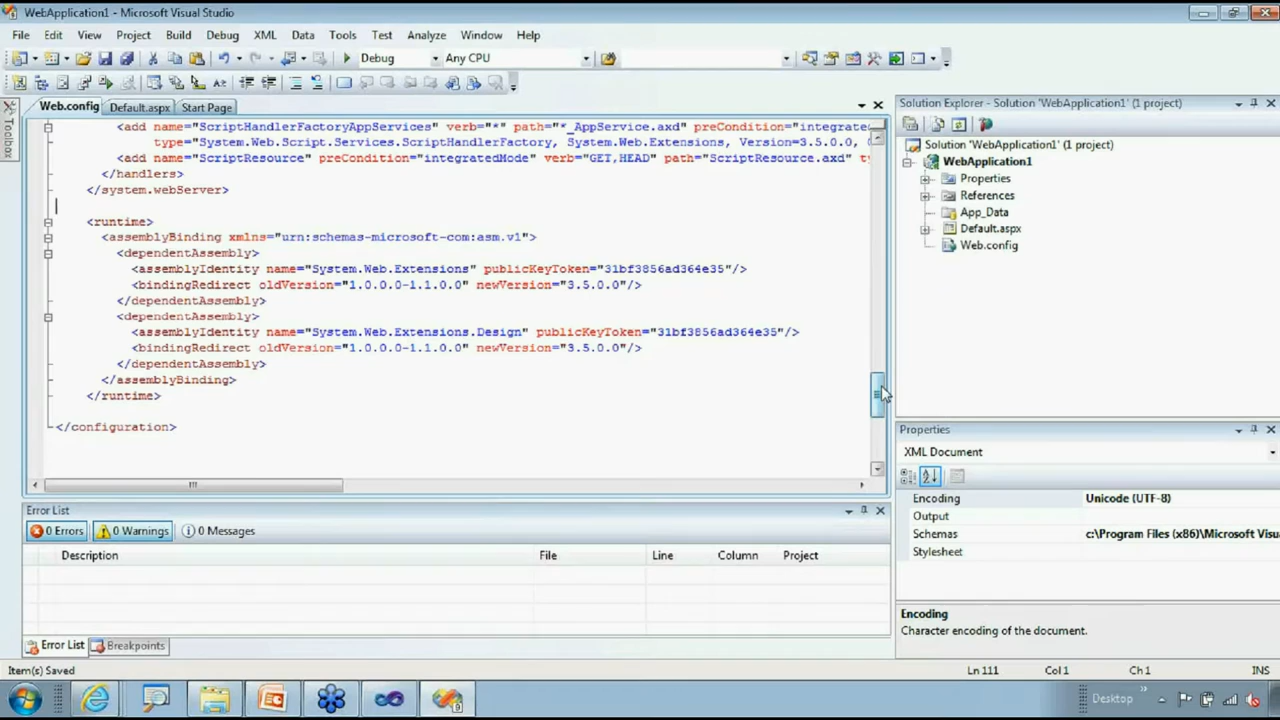 WebApplication1 - Microsoft Visual Studio
File Edit View Project Build Debug XML Data Tools Test Analyze Window Help
Debug Any CPU
Web.config Default.aspx Start Page
Toolbox
<add name="ScriptHandlerFactoryAppServices" verb="*" path="*_AppService.axd" preCondition="integrate
type="System.Web.Script.Services.ScriptHandlerFactory, System.Web.Extensions, Version=3.5.0.0,
<add name="ScriptResource" preCondition="integratedMode" verb="GET,HEAD" path="ScriptResource.axd" ty
</handlers>
</system.webServer>
<runtime>
<assemblyBinding xmlns="urn:schemas-microsoft-com:asm.v1">
<dependentAssembly>
<assemblyIdentity name="System.Web.Extensions" publicKeyToken="31bf3856ad364e35"/>
<bindingRedirect oldVersion="1.0.0.0-1.1.0.0" newVersion="3.5.0.0"/>
</dependentAssembly>
<dependentAssembly>
<assemblyIdentity name="System.Web.Extensions.Design" publicKeyToken="31bf3856ad364e35"/>
<bindingRedirect oldVersion="1.0.0.0-1.1.0.0" newVersion="3.5.0.0"/>
</dependentAssembly>
</assemblyBinding>
</runtime>
</configuration>
Solution Explorer - Solution 'WebApplication1' (1 project)
Solution 'WebApplication1' (1 project)
WebApplication1
Properties
References
App_Data
Default.aspx
Web.config
Properties
XML Document
Encoding Unicode (UTF-8)
Output
Schemas c:\Program Files (x86)\Microsoft Visua
Stylesheet
Encoding
Character encoding of the document.
Error List
0 Errors 0 Warnings 0 Messages
Description File Line Column Project
Error List Breakpoints
Item(s) Saved Ln 111 Col 1 Ch 1 INS
Desktop